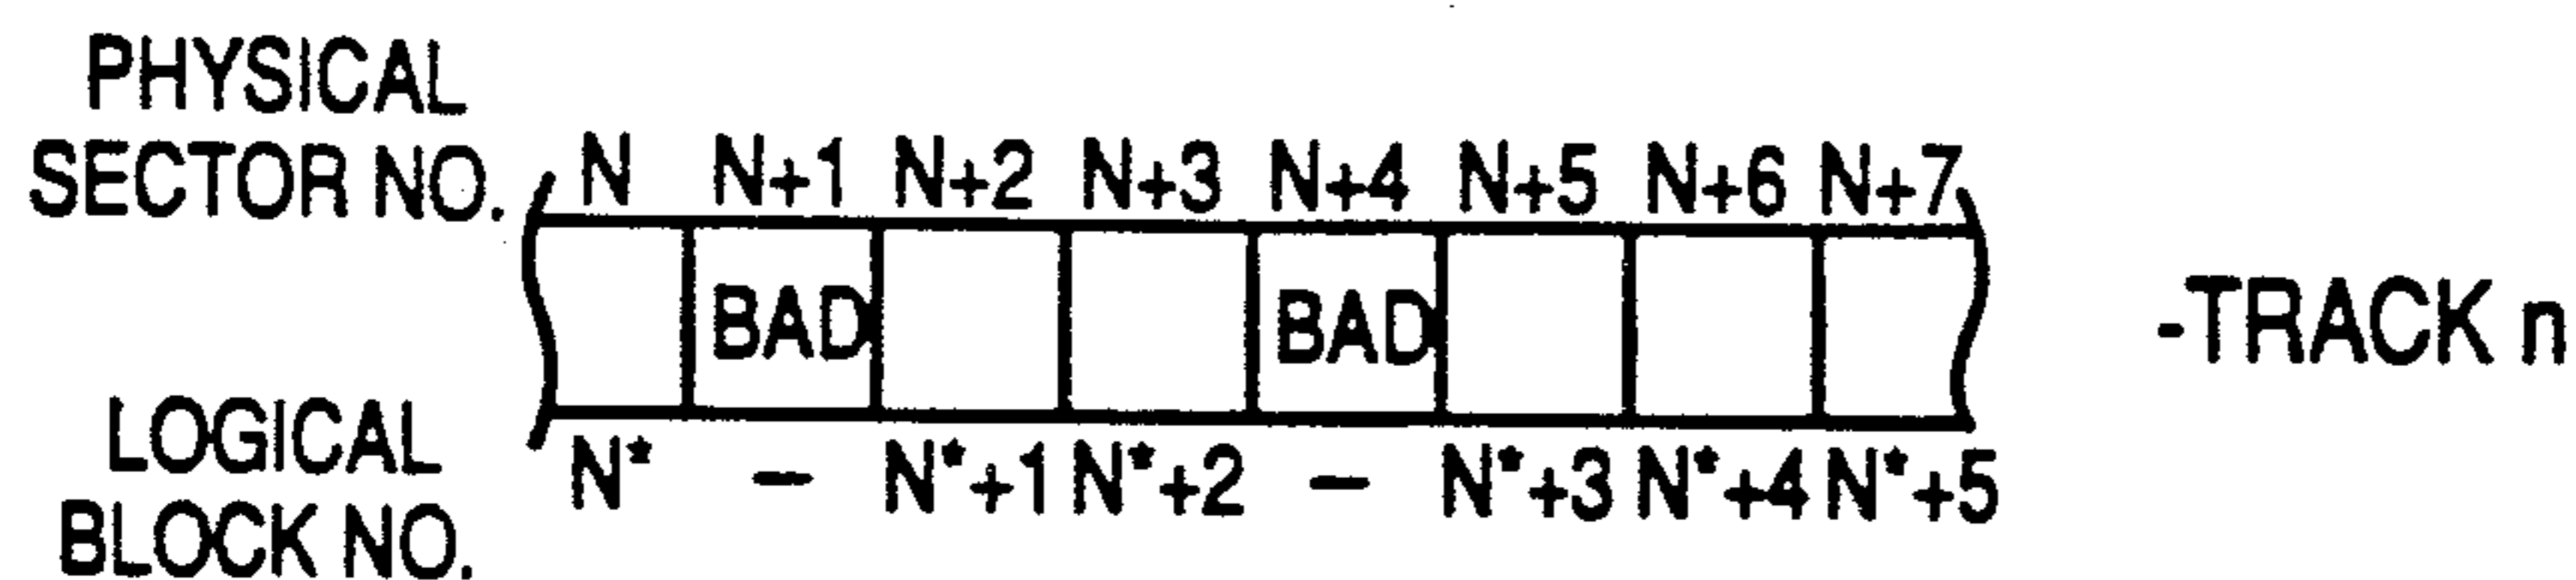 PHYSICAL
SECTOR NO. N N+1 N+2 N+3 N+4 N+5 N+6 N+7
BAD BAD
-TRACK n
LOGICAL
BLOCK NO. N* – N*+1 N*+2 – N*+3 N*+4 N*+5